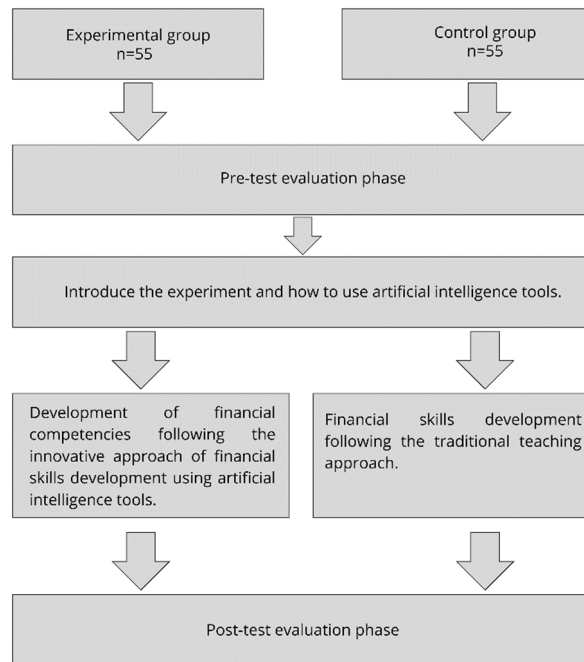 Experimental group
n=55
Control group
n=55
Pre-test evaluation phase
Introduce the experiment and how to use artificial intelligence tools.
Development of financial
competencies following the
innovative approach of financial
skills development using artificial
intelligence tools.
Financial skills development
following the traditional teaching
approach.
Post-test evaluation phase